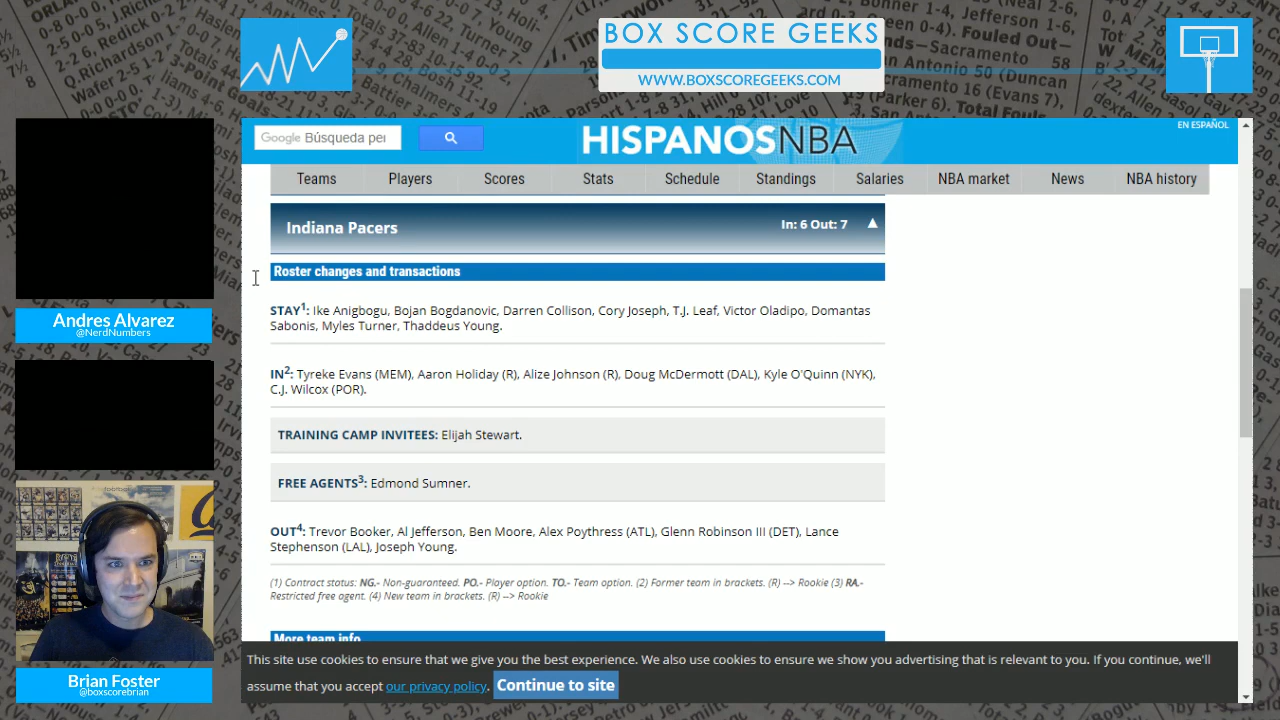 BOX SCORE GEEKS
WWW.BOXSCOREGEEKS.COM
Google Búsqueda per
HISPANOSNBA
EN ESPAÑOL
Teams Players Scores Stats Schedule Standings Salaries NBA market News NBA history
Indiana Pacers In: 6 Out: 7 ▲
Roster changes and transactions
STAY1: Ike Anigbogu, Bojan Bogdanovic, Darren Collison, Cory Joseph, T.J. Leaf, Victor Oladipo, Domantas
Sabonis, Myles Turner, Thaddeus Young.
IN2: Tyreke Evans (MEM), Aaron Holiday (R), Alize Johnson (R), Doug McDermott (DAL), Kyle O'Quinn (NYK),
C.J. Wilcox (POR).
TRAINING CAMP INVITEES: Elijah Stewart.
FREE AGENTS3: Edmond Sumner.
OUT4: Trevor Booker, Al Jefferson, Ben Moore, Alex Poythress (ATL), Glenn Robinson III (DET), Lance
Stephenson (LAL), Joseph Young.
(1) Contract status: NG.- Non-guaranteed. PO.- Player option. TO.- Team option. (2) Former team in brackets. (R) --> Rookie (3) RA.-
Restricted free agent. (4) New team in brackets. (R) --> Rookie
More team info
This site use cookies to ensure that we give you the best experience. We also use cookies to ensure we show you advertising that is relevant to you. If you continue, we'll
assume that you accept our privacy policy. Continue to site
Andres Alvarez
@NerdNumbers
Brian Foster
@boxscorebrian